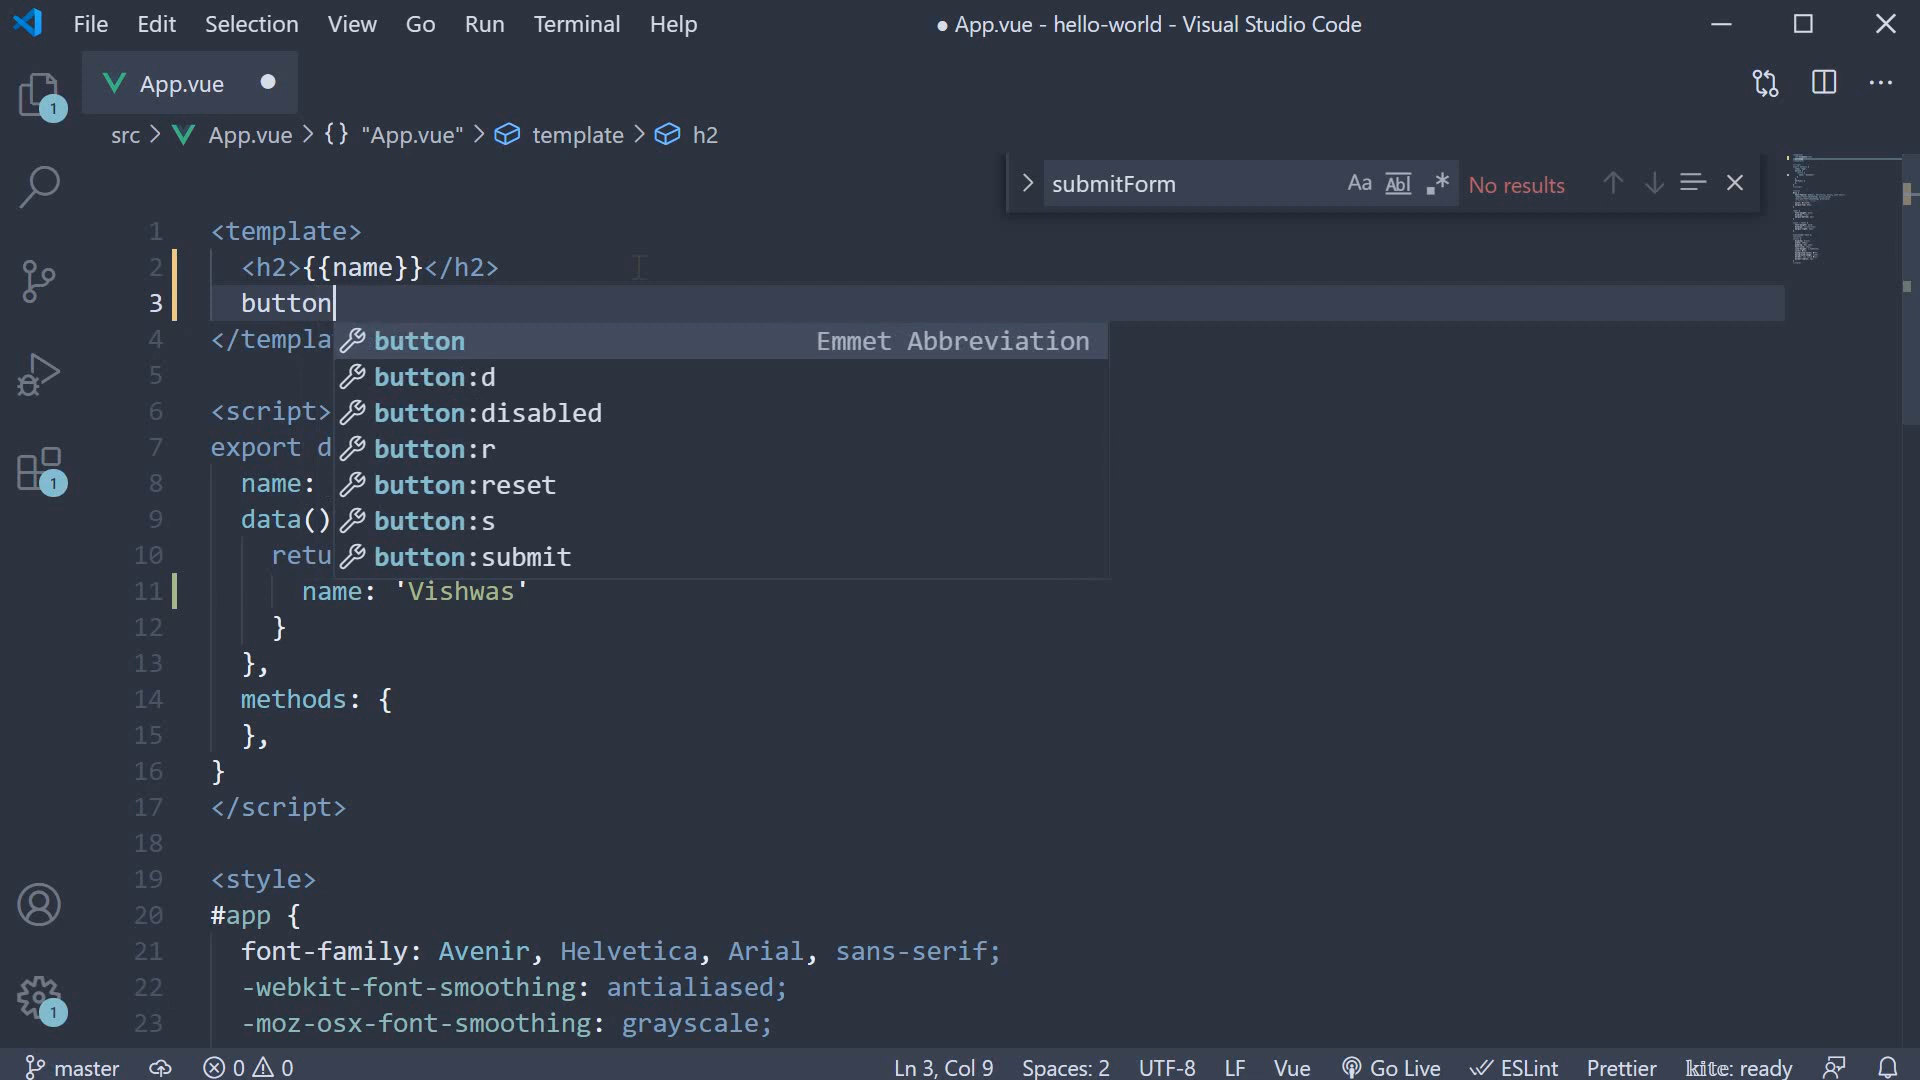 File Edit Selection View Go Run Terminal Help ● App.vue - hello-world - Visual Studio Code
App.vue
src > App.vue > {} "App.vue" > template > h2
submitForm Aa Abl .* No results
1 <template>
2 <h2>{{name}}</h2>
3 button
4 </templa
button Emmet Abbreviation
button:d
button:disabled
button:r
button:reset
button:s
button:submit
5
6 <script>
7 export d
8 name:
9 data()
10 retu
11 name: 'Vishwas'
12 }
13 },
14 methods: {
15 },
16 }
17 </script>
18
19 <style>
20 #app {
21 font-family: Avenir, Helvetica, Arial, sans-serif;
22 -webkit-font-smoothing: antialiased;
23 -moz-osx-font-smoothing: grayscale;
1
1
1
master 0 0 Ln 3, Col 9 Spaces: 2 UTF-8 LF Vue Go Live ESLint Prettier kite: ready